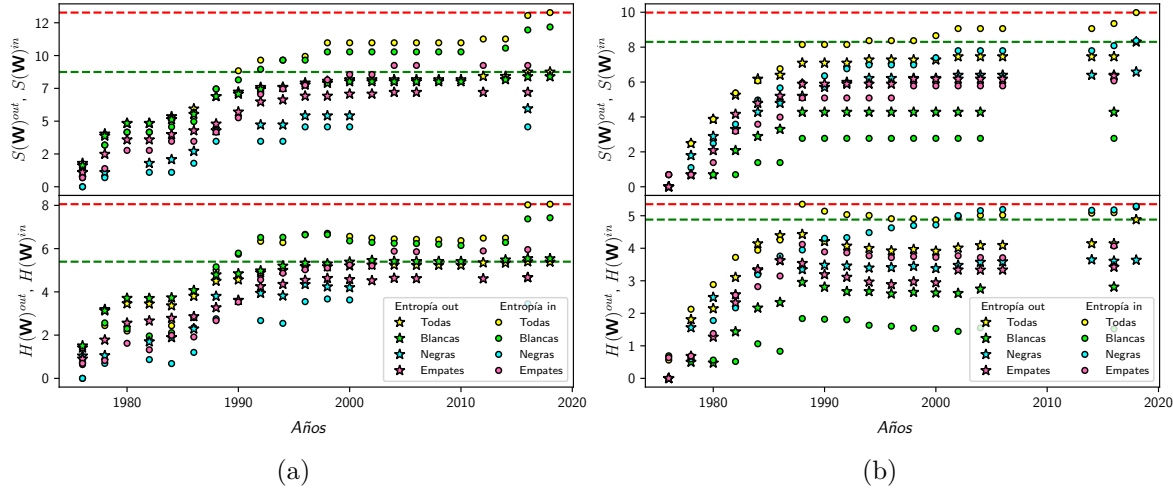 S(W)^out, S(W)^in
12
10
7
5
2
0
H(W)^out, H(W)^in
8
6
4
2
0
Entropía out Entropía in
Todas Todas
Blancas Blancas
Negras Negras
Empates Empates
1980 1990 2000 2010 2020
Años
(a)
S(W)^out, S(W)^in
10
8
6
4
2
0
H(W)^out, H(W)^in
5
4
3
2
1
0
Entropía out Entropía in
Todas Todas
Blancas Blancas
Negras Negras
Empates Empates
1980 1990 2000 2010 2020
Años
(b)